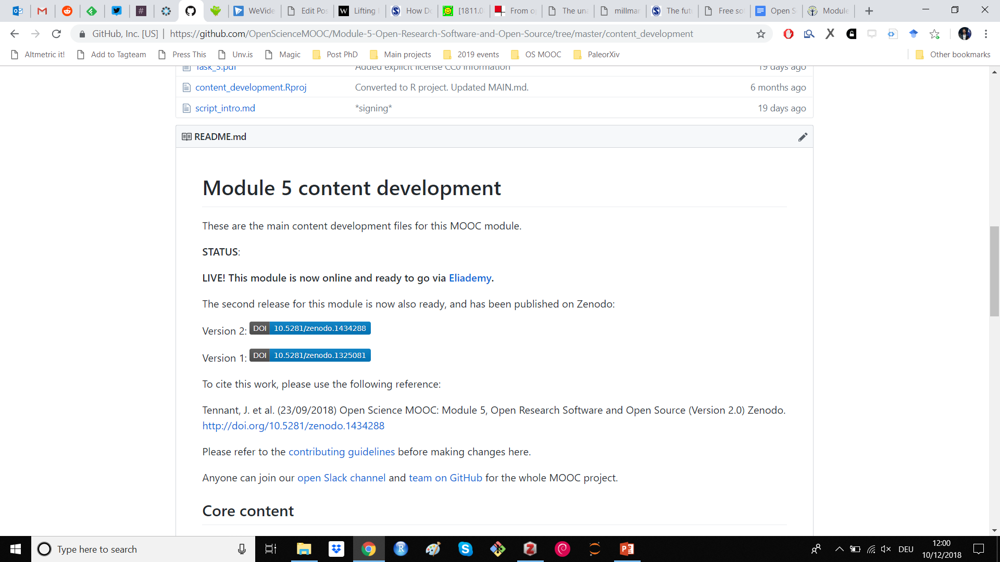 WeVide
Edit Pos
Lifting
How Do
[1811.0
From o
The una
millmar
The futu
Free so
Open S
Module
GitHub, Inc. [US] | https://github.com/OpenScienceMOOC/Module-5-Open-Research-Software-and-Open-Source/tree/master/content_development
Altmetric it! Add to Tagteam Press This Unv.is Magic Post PhD Main projects 2019 events OS MOOC PaleorXiv Other bookmarks
Task_3.pdf Added explicit license CC0 information 19 days ago
content_development.Rproj Converted to R project. Updated MAIN.md. 6 months ago
script_intro.md *signing* 19 days ago
README.md
Module 5 content development
These are the main content development files for this MOOC module.
STATUS:
LIVE! This module is now online and ready to go via Eliademy.
The second release for this module is now also ready, and has been published on Zenodo:
Version 2: DOI 10.5281/zenodo.1434288
Version 1: DOI 10.5281/zenodo.1325081
To cite this work, please use the following reference:
Tennant, J. et al. (23/09/2018) Open Science MOOC: Module 5, Open Research Software and Open Source (Version 2.0) Zenodo.
http://doi.org/10.5281/zenodo.1434288
Please refer to the contributing guidelines before making changes here.
Anyone can join our open Slack channel and team on GitHub for the whole MOOC project.
Core content
Type here to search
DEU
12:00
10/12/2018